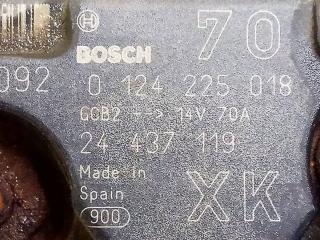 70
BOSCH
092 0 124 225 018
GCB2 --> 14V 70A
24 437 119
Made in
Spain
XK
900